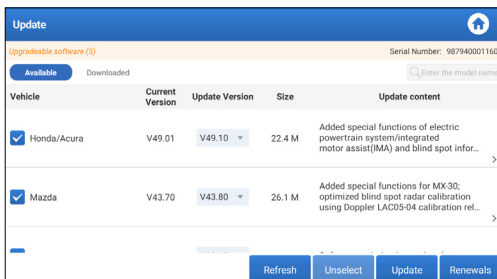 Update
Upgradeable software (5)
Serial Number: 987940001160
Available
Downloaded
Enter the model name
Vehicle
Current Version
Update Version
Size
Update content
Honda/Acura
V49.01
V49.10
22.4 M
Added special functions of electric
powertrain system/integrated
motor assist(IMA) and blind spot infor...
Mazda
V43.70
V43.80
26.1 M
Added special functions for MX-30;
optimized blind spot radar calibration
using Doppler LAC05-04 calibration rel...
Refresh
Unselect
Update
Renewals